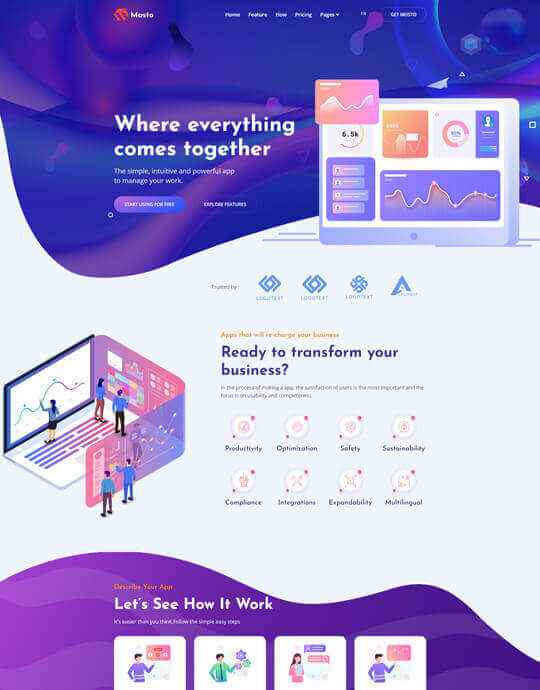 Masto
Home Feature How Pricing Pages EN GET MEISTO
Where everything
comes together
The simple, intuitive and powerful app
to manage your work.
START USING FOR FREE EXPLORE FEATURES
6.5k
Trusted by :
LOGOTEXT LOGOTEXT LOGOTEXT
Apps that will re-charge your business
Ready to transform your
business?
In the process of making a app, the satisfaction of users is the most important and the
focus is on usability and completeness
Productivity Optimization Safety Sustainability
Compliance Integrations Expandability Multilingual
Describe Your App
Let's See How It Work
It's easier than you think.Follow the simple easy steps